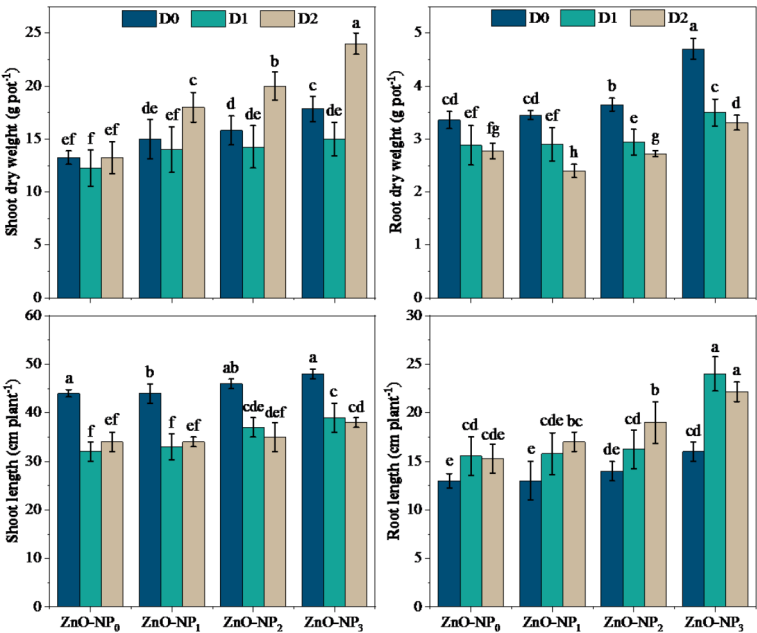 D0 D1 D2
Shoot dry weight (g pot⁻¹)
25
20
15
10
5
0
ef f ef
de ef c
d de b
c de a
D0 D1 D2
Root dry weight (g pot⁻¹)
5
4
3
2
1
0
cd ef fg
cd ef h
b e g
a c d
Shoot length (cm plant⁻¹)
60
50
40
30
20
10
0
a f ef
b f ef
ab cde def
a c cd
ZnO-NP₀ ZnO-NP₁ ZnO-NP₂ ZnO-NP₃
Root length (cm plant⁻¹)
30
25
20
15
10
5
0
e cd cde
e cde bc
de cd b
cd a a
ZnO-NP₀ ZnO-NP₁ ZnO-NP₂ ZnO-NP₃